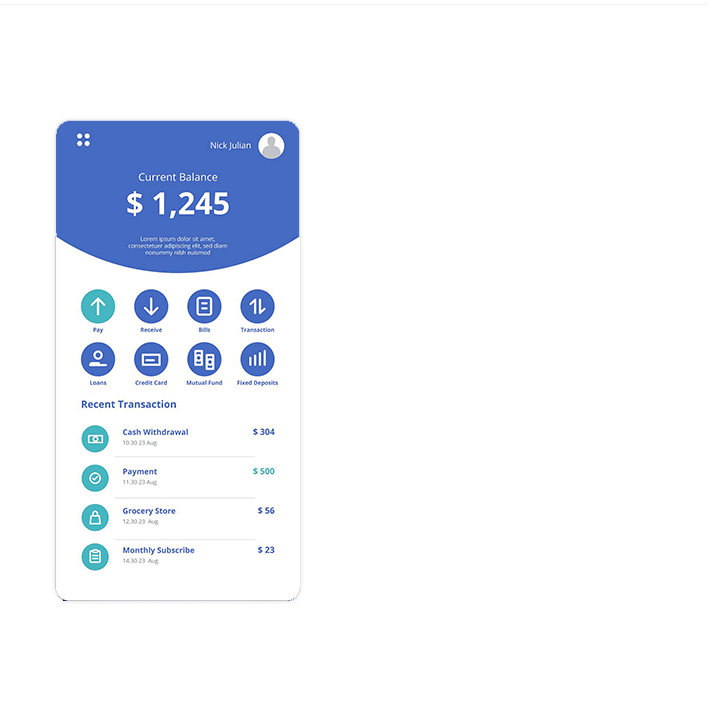 Nick Julian
Current Balance
$ 1,245
Lorem ipsum dolor sit amet,
consectetuer adipiscing elit, sed diam
nonummy nibh euismod
Pay Receive Bills Transaction
Loans Credit Card Mutual Fund Fixed Deposits
Recent Transaction
Cash Withdrawal $ 304
10.30 23 Aug
Payment $ 500
11.30 23 Aug
Grocery Store $ 56
12.30 23 Aug
Monthly Subscribe $ 23
14.30 23 Aug